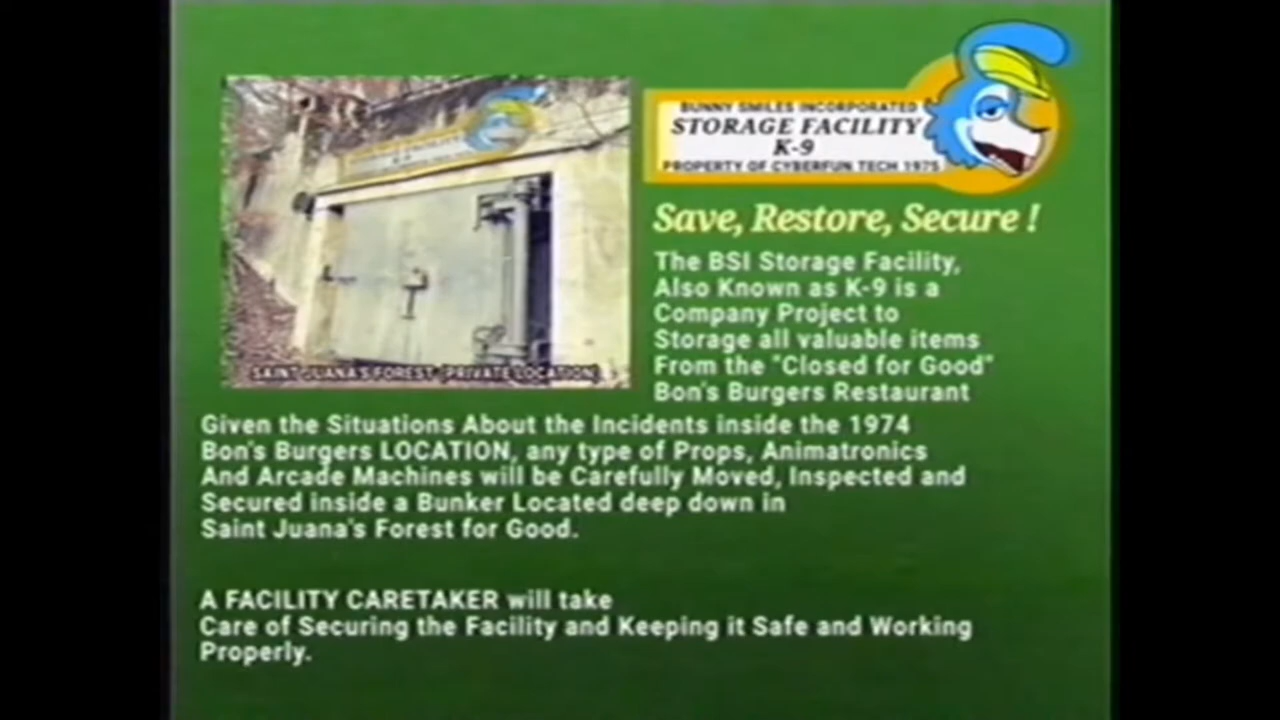 BUNNY SMILES INCORPORATED
STORAGE FACILITY
K-9
PROPERTY OF CYBERFUN TECH 1975
Save, Restore, Secure !
The BSI Storage Facility,
Also Known as K-9 is a
Company Project to
Storage all valuable items
From the "Closed for Good"
Bon's Burgers Restaurant
SAINT JUANA'S FOREST (PRIVATE LOCATION)
Given the Situations About the Incidents inside the 1974
Bon's Burgers LOCATION, any type of Props, Animatronics
And Arcade Machines will be Carefully Moved, Inspected and
Secured inside a Bunker Located deep down in
Saint Juana's Forest for Good.
A FACILITY CARETAKER will take
Care of Securing the Facility and Keeping it Safe and Working
Properly.